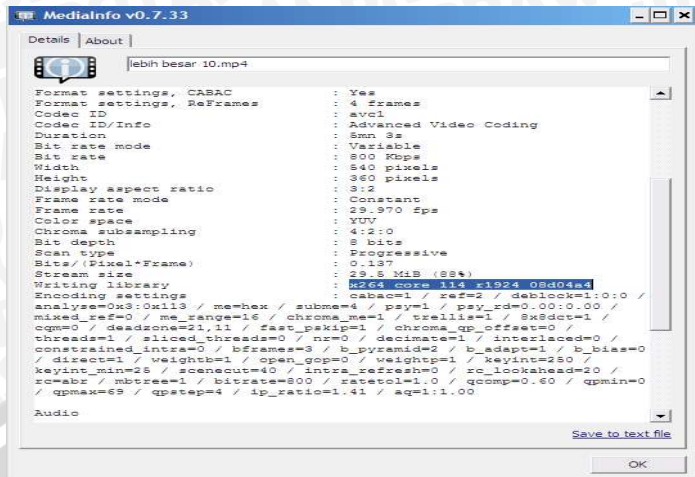 MediaInfo v0.7.33
Details About
lebih besar 10.mp4
Format settings, CABAC : Yes
Format settings, ReFrames : 4 frames
Codec ID : avc1
Codec ID/Info : Advanced Video Coding
Duration : 5mn 3s
Bit rate mode : Variable
Bit rate : 800 Kbps
Width : 540 pixels
Height : 360 pixels
Display aspect ratio : 3:2
Frame rate mode : Constant
Frame rate : 29.970 fps
Color space : YUV
Chroma subsampling : 4:2:0
Bit depth : 8 bits
Scan type : Progressive
Bits/(Pixel*Frame) : 0.137
Stream size : 29.5 MiB (88%)
Writing library : x264 core 114 r1924 08d04a4
Encoding settings : cabac=1 / ref=2 / deblock=1:0:0 /
analyse=0x3:0x113 / me=hex / subme=4 / psy=1 / psy_rd=0.00:0.00 /
mixed_ref=0 / me_range=16 / chroma_me=1 / trellis=1 / 8x8dct=1 /
cqm=0 / deadzone=21,11 / fast_pskip=1 / chroma_qp_offset=0 /
threads=1 / sliced_threads=0 / nr=0 / decimate=1 / interlaced=0 /
constrained_intra=0 / bframes=3 / b_pyramid=2 / b_adapt=1 / b_bias=0
/ direct=1 / weightb=1 / open_gop=0 / weightp=1 / keyint=250 /
keyint_min=25 / scenecut=40 / intra_refresh=0 / rc_lookahead=20 /
rc=abr / mbtree=1 / bitrate=800 / ratetol=1.0 / qcomp=0.60 / qpmin=0
/ qpmax=69 / qpstep=4 / ip_ratio=1.41 / aq=1:1.00
Audio
Save to text file
OK